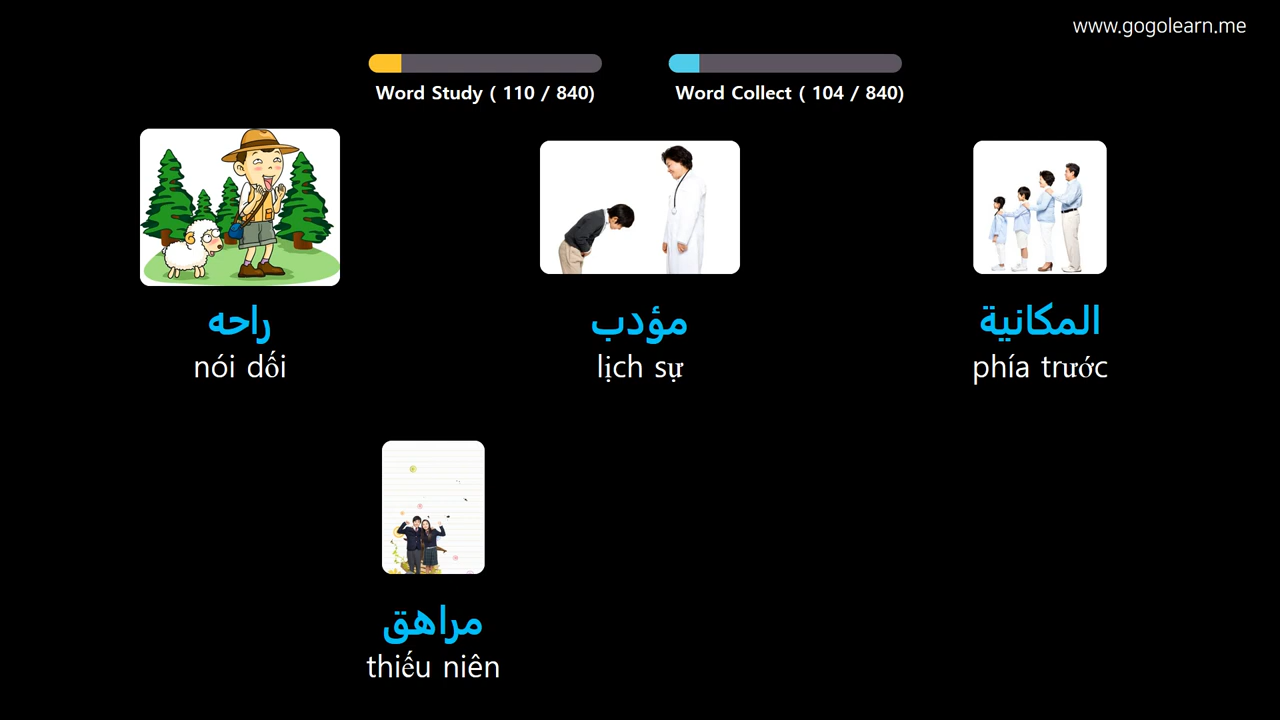 www.gogolearn.me
Word Study ( 110 / 840)
Word Collect ( 104 / 840)
راحه
nói dối
مؤدب
lịch sự
المكانية
phía trước
مراهق
thiếu niên